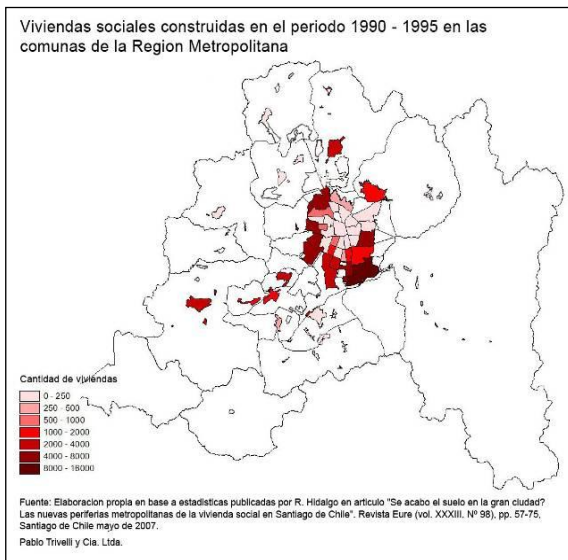 Viviendas sociales construidas en el periodo 1990 - 1995 en las
comunas de la Region Metropolitana
Cantidad de viviendas
0 - 250
250 - 500
500 - 1000
1000 - 2000
2000 - 4000
4000 - 8000
8000 - 16000
Fuente: Elaboracion propia en base a estadisticas publicadas por R. Hidalgo en articulo "Se acabo el suelo en la gran ciudad?
Las nuevas periferias metropolitanas de la vivienda social en Santiago de Chile". Revista Eure (vol. XXXIII, Nº 98), pp. 57-75,
Santiago de Chile mayo de 2007.
Pablo Trivelli y Cia. Ltda.